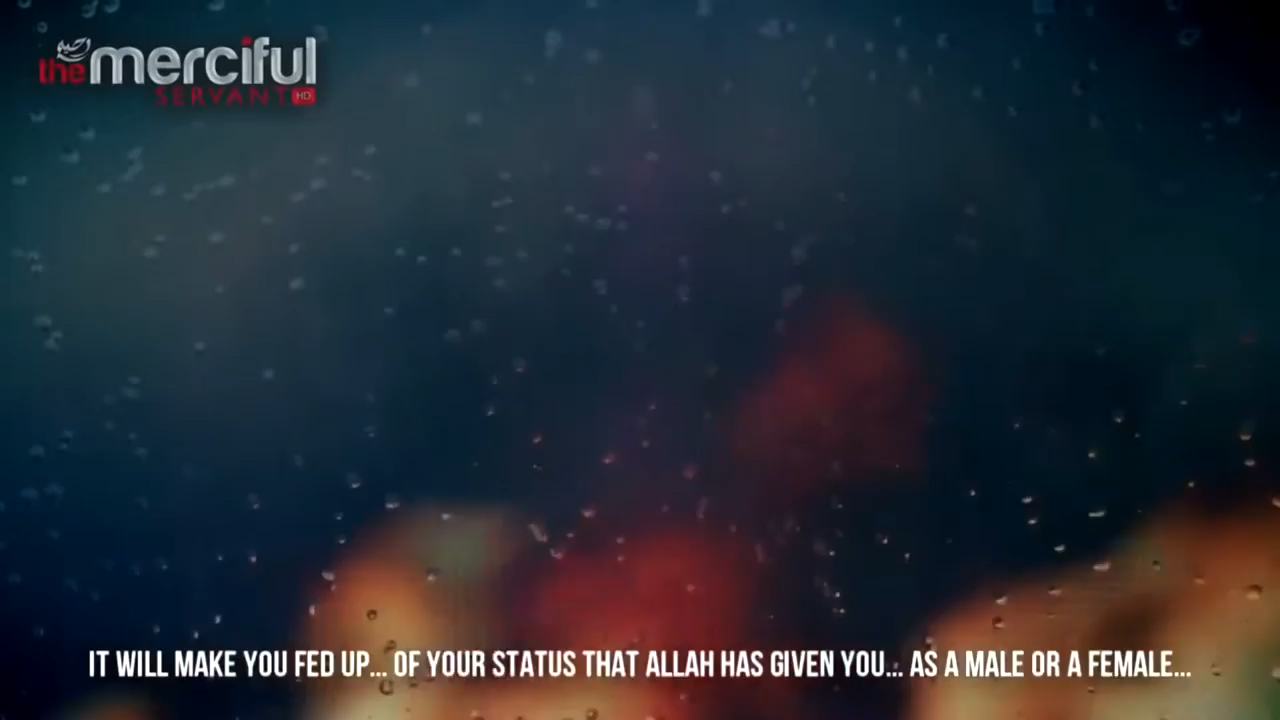 the merciful
SERVANT HD
IT WILL MAKE YOU FED UP... OF YOUR STATUS THAT ALLAH HAS GIVEN YOU... AS A MALE OR A FEMALE...